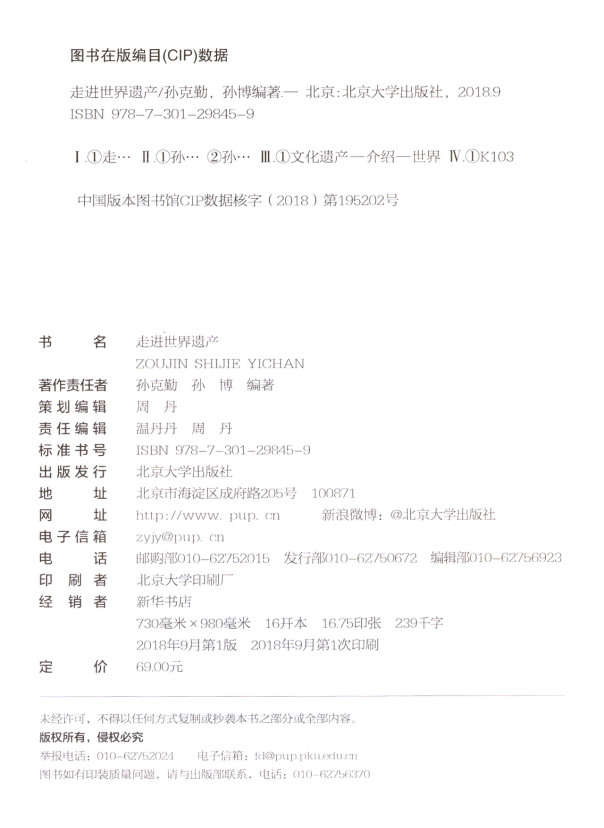 图书在版编目(CIP)数据
走进世界遗产/孙克勤，孙博编著.— 北京：北京大学出版社，2018.9
ISBN 978-7-301-29845-9
Ⅰ.①走… Ⅱ.①孙… ②孙… Ⅲ.①文化遗产—介绍—世界 Ⅳ.①K103
中国版本图书馆CIP数据核字（2018）第195202号
书 名 走进世界遗产
ZOUJIN SHIJIE YICHAN
著作责任者 孙克勤 孙 博 编著
策划编辑 周 丹
责任编辑 温丹丹 周 丹
标准书号 ISBN 978-7-301-29845-9
出版发行 北京大学出版社
地 址 北京市海淀区成府路205号 100871
网 址 http://www.pup.cn 新浪微博：@北京大学出版社
电子信箱 zyjy@pup.cn
电 话 邮购部010-62752015 发行部010-62750672 编辑部010-62756923
印 刷 者 北京大学印刷厂
经 销 者 新华书店
730毫米×980毫米 16开本 16.75印张 239千字
2018年9月第1版 2018年9月第1次印刷
定 价 69.00元
未经许可，不得以任何方式复制或抄袭本书之部分或全部内容。
版权所有，侵权必究
举报电话：010-62752024 电子信箱：fd@pup.pku.edu.cn
图书如有印装质量问题，请与出版部联系，电话：010-62756370